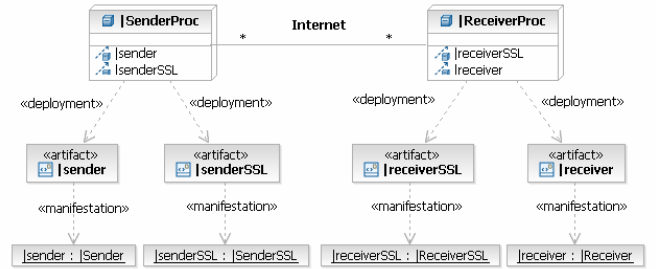 |SenderProc
Internet
|ReceiverProc
*
*
|sender
|senderSSL
|receiverSSL
|receiver
«deployment»
«deployment»
«deployment»
«deployment»
«artifact»
|sender
«artifact»
|senderSSL
«artifact»
|receiverSSL
«artifact»
|receiver
«manifestation»
«manifestation»
«manifestation»
«manifestation»
|sender : |Sender
|senderSSL : |SenderSSL
|receiverSSL : |ReceiverSSL
|receiver : |Receiver